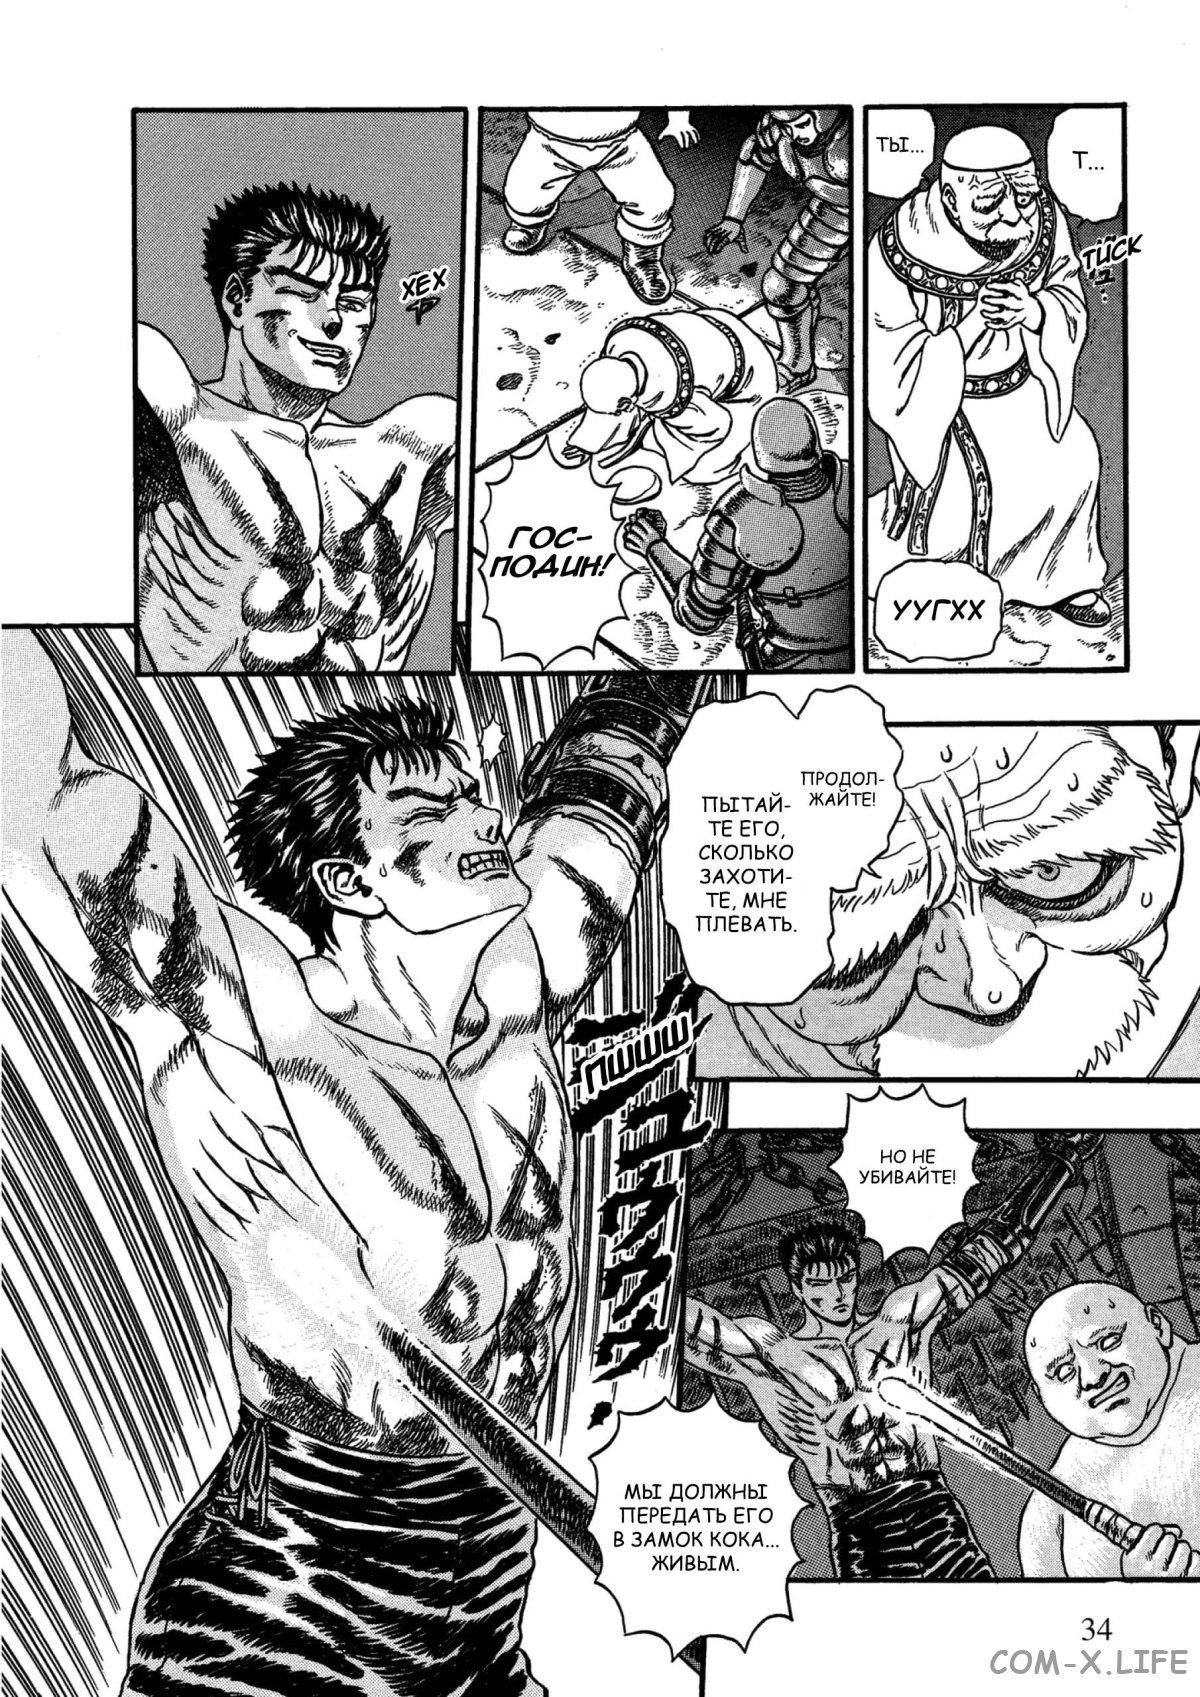 Т...
ТЫ...
ТЮСК
УУГХХ
ГОС-
ПОДИН!
ХЕХ
ПРОДОЛ-
ЖАЙТЕ!
ПЫТАЙ-
ТЕ ЕГО,
СКОЛЬКО
ЗАХОТИ-
ТЕ, МНЕ
ПЛЕВАТЬ.
НО НЕ
УБИВАЙТЕ!
МЫ ДОЛЖНЫ
ПЕРЕДАТЬ ЕГО
В ЗАМОК КОКА...
ЖИВЫМ.
ПШШШ
34
COM-X.LIFE